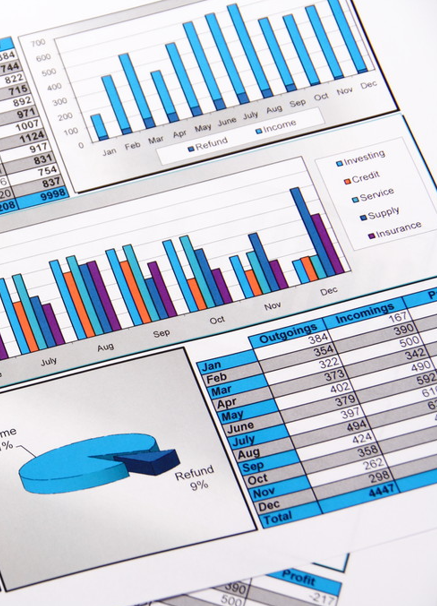 744
822
715
892
971
1007
1124
917
831
754
837
9998
700
600
500
400
300
200
100
0
Jan Feb Mar Apr May June July Aug Sep Oct Nov Dec
Refund Income
Investing
Credit
Service
Supply
Insurance
July Aug Sep Oct Nov Dec
Refund
9%
Outgoings Incomings
Jan 384 167
Feb 354 390
Mar 322 500
Apr 373 342
May 402 490
June 379 592
July 397
Aug 494
Sep 424
Oct 358
Nov 262
Dec 298
Total 4447
Profit
390 -217
500